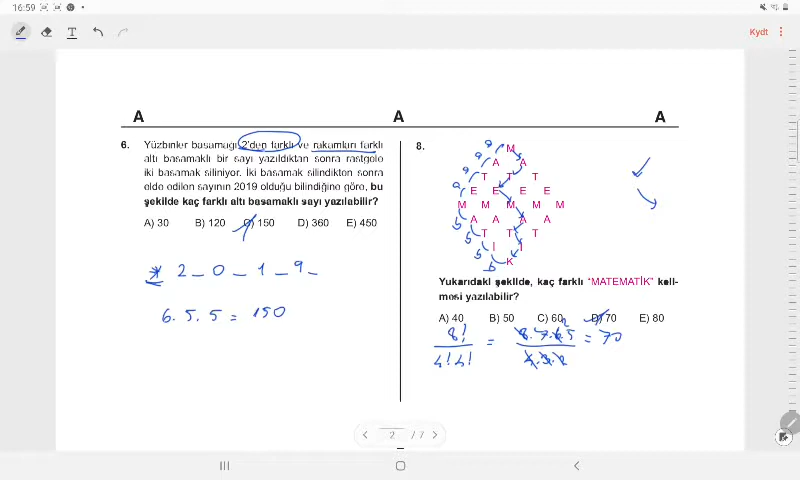 16:59
T
Kydt
A
A
A
6.
Yüzbinler basamağı 2'den farklı ve rakamları farklı
altı basamaklı bir sayı yazıldıktan sonra rastgele
iki basamak siliniyor. İki basamak silindikten sonra
elde edilen sayının 2019 olduğu bilindiğine göre, bu
şekilde kaç farklı altı basamaklı sayı yazılabilir?
A) 30 B) 120 C) 150 D) 360 E) 450
* 2 _ 0 _ 1 _ 9 _
6. 5. 5 = 150
8.
M
A A
T T T
E E E E
M M M M M
A A A A
T T T
İ İ
K
a a a a
b b b b
Yukarıdaki şekilde, kaç farklı "MATEMATİK" keli-
mesi yazılabilir?
A) 40 B) 50 C) 60 D) 70 E) 80
8! / 4! 4! = 8.7.6.5 / 4.3.2 = 70
2
2 / 7